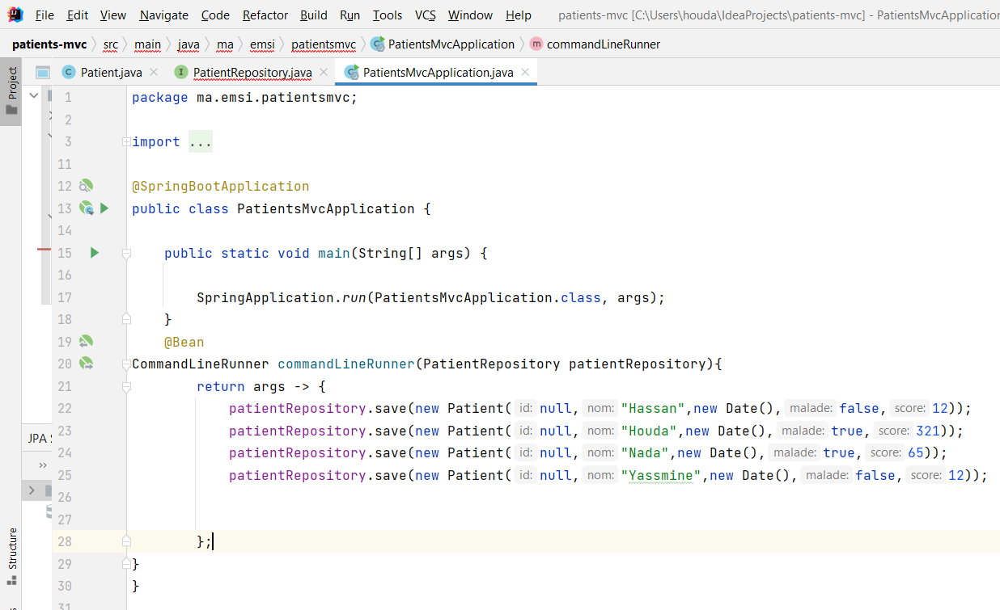 File Edit View Navigate Code Refactor Build Run Tools VCS Window Help patients-mvc [C:\Users\houda\IdeaProjects\patients-mvc] - PatientsMvcApplication
patients-mvc src main java ma emsi patientsmvc PatientsMvcApplication m commandLineRunner
Project
C Patient.java I PatientRepository.java C PatientsMvcApplication.java
1 package ma.emsi.patientsmvc;
2
3 import ...
11
12 @SpringBootApplication
13 public class PatientsMvcApplication {
14
15 public static void main(String[] args) {
16
17 SpringApplication.run(PatientsMvcApplication.class, args);
18 }
19 @Bean
20 CommandLineRunner commandLineRunner(PatientRepository patientRepository){
21 return args -> {
22 patientRepository.save(new Patient( id: null, nom: "Hassan",new Date(), malade: false, score: 12));
23 patientRepository.save(new Patient( id: null, nom: "Houda",new Date(), malade: true, score: 321));
24 patientRepository.save(new Patient( id: null, nom: "Nada",new Date(), malade: true, score: 65));
25 patientRepository.save(new Patient( id: null, nom: "Yassmine",new Date(), malade: false, score: 12));
26
27
28 };
29 }
30 }
31
JPA
Structure